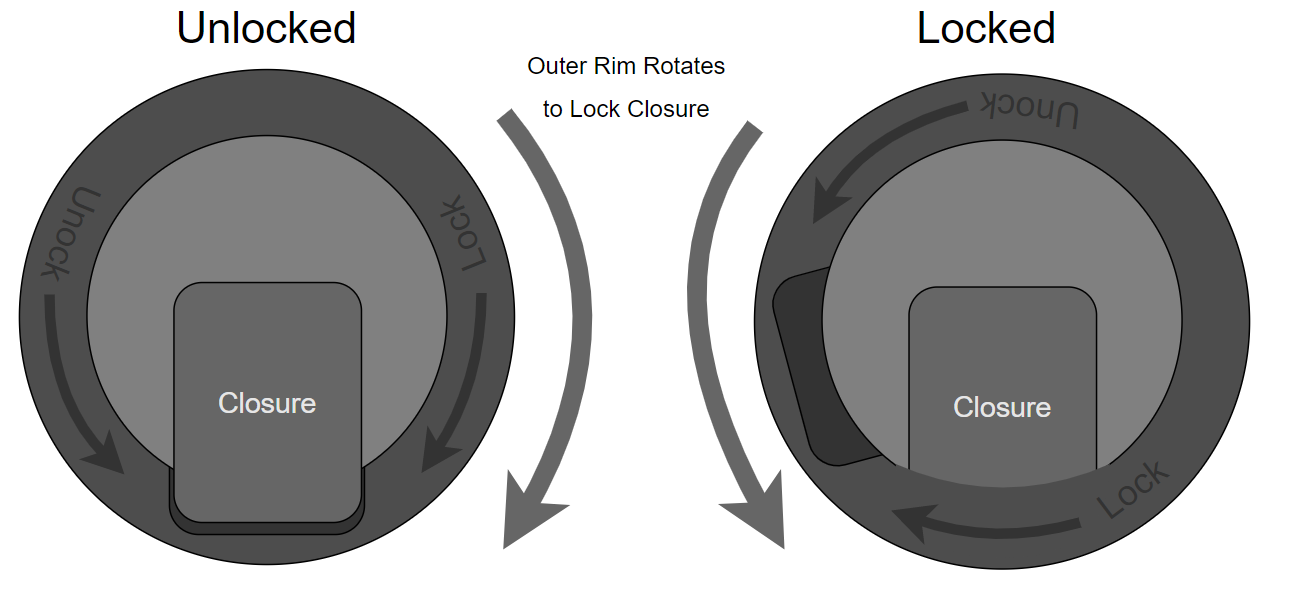 Unlocked
Locked
Outer Rim Rotates
to Lock Closure
Unock
Lock
Closure
Unock
Closure
Lock